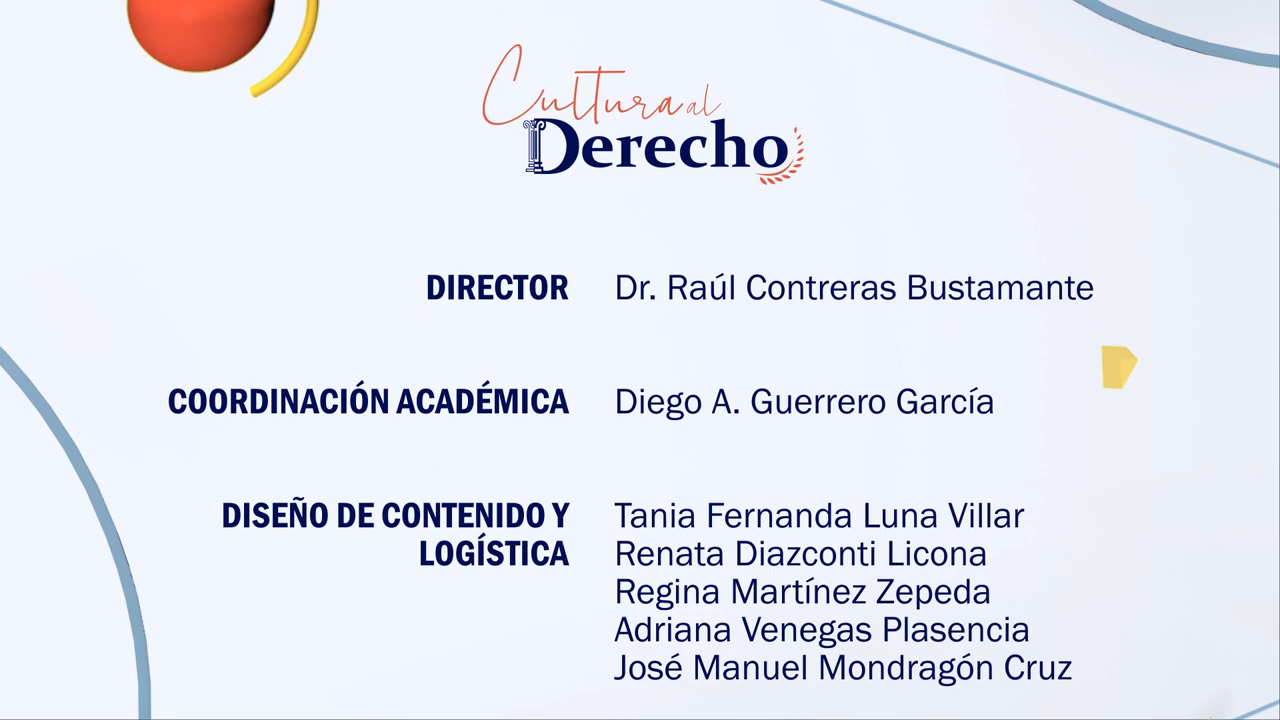 Cultura al
Derecho
DIRECTOR Dr. Raúl Contreras Bustamante
COORDINACIÓN ACADÉMICA Diego A. Guerrero García
DISEÑO DE CONTENIDO Y Tania Fernanda Luna Villar
LOGÍSTICA Renata Diazconti Licona
Regina Martínez Zepeda
Adriana Venegas Plasencia
José Manuel Mondragón Cruz